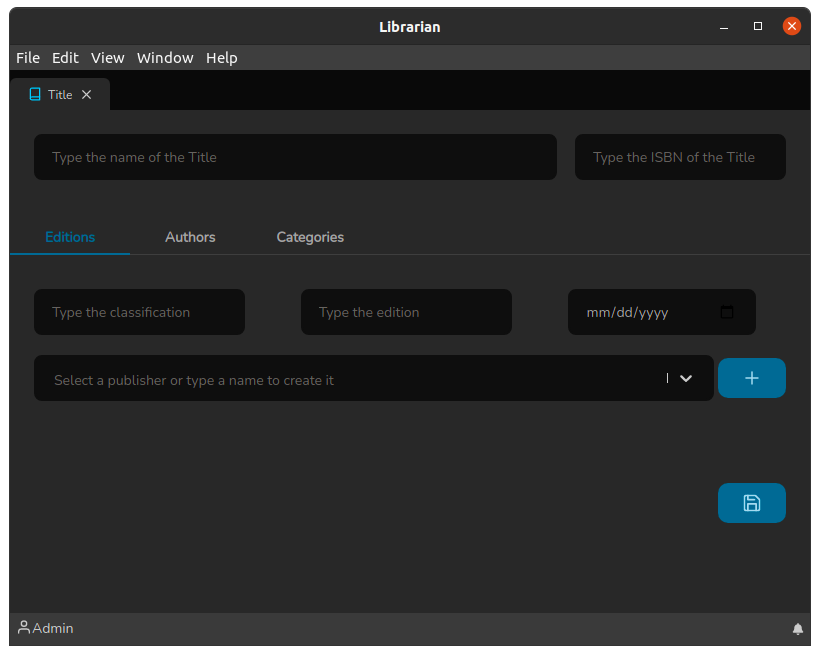 Librarian
File Edit View Window Help
Title
Type the name of the Title Type the ISBN of the Title
Editions Authors Categories
Type the classification Type the edition mm/dd/yyyy
Select a publisher or type a name to create it
Admin